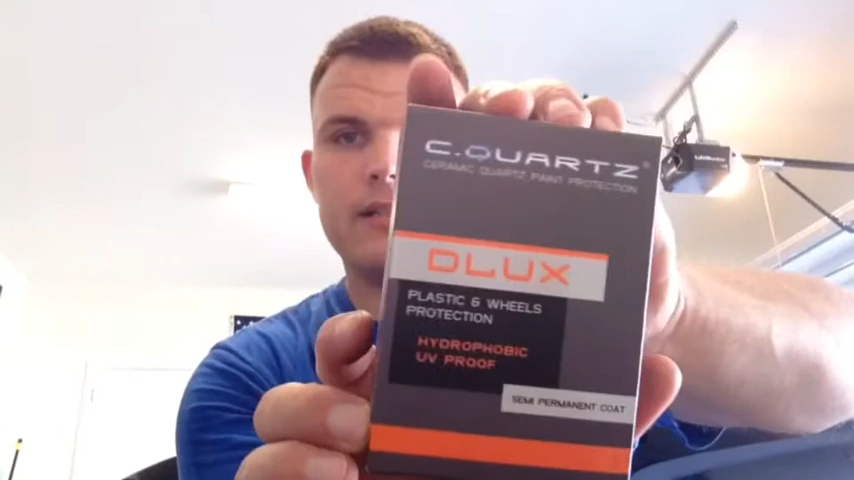 C.QUARTZ®
CERAMIC QUARTZ PAINT PROTECTION
DLUX
PLASTIC & WHEELS
PROTECTION
HYDROPHOBIC
UV PROOF
SEMI PERMANENT COAT